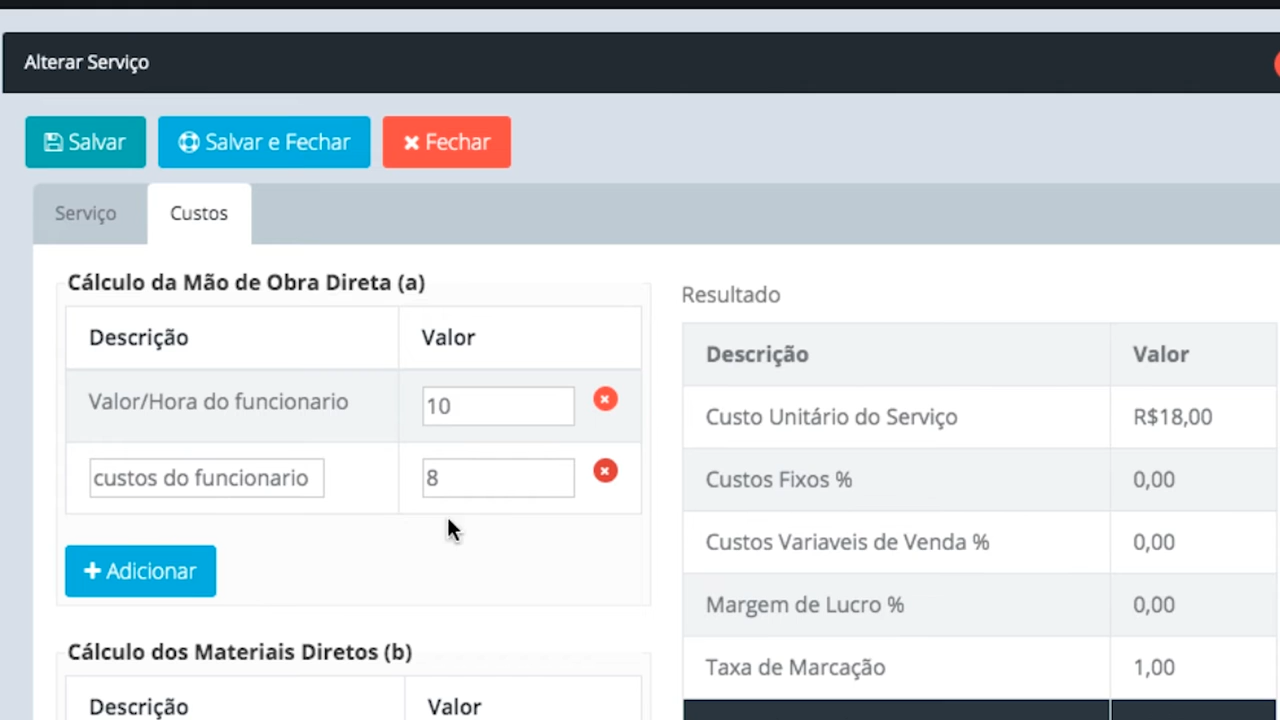 Alterar Serviço
Salvar Salvar e Fechar Fechar
Serviço Custos
Cálculo da Mão de Obra Direta (a)
Descrição Valor
Valor/Hora do funcionario 10
custos do funcionario 8
Adicionar
Cálculo dos Materiais Diretos (b)
Descrição Valor
Resultado
Descrição Valor
Custo Unitário do Serviço R$18,00
Custos Fixos % 0,00
Custos Variaveis de Venda % 0,00
Margem de Lucro % 0,00
Taxa de Marcação 1,00